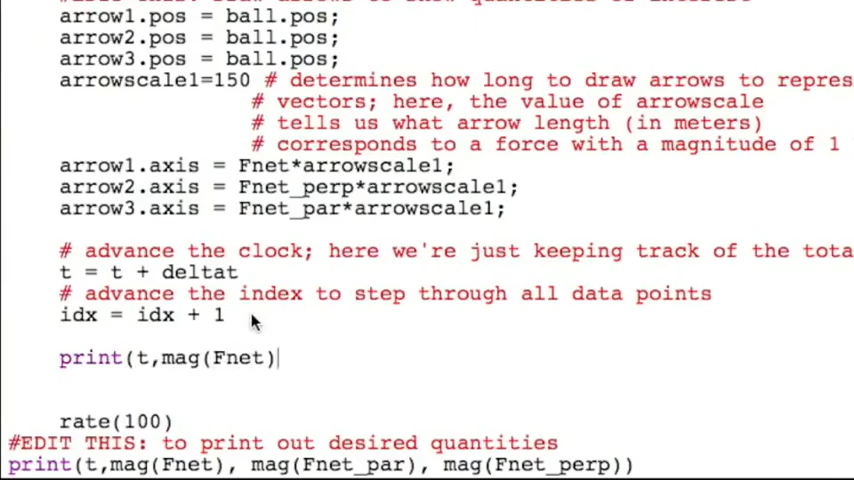 arrow1.pos = ball.pos;
arrow2.pos = ball.pos;
arrow3.pos = ball.pos;
arrowscale1=150 # determines how long to draw arrows to repres
# vectors; here, the value of arrowscale
# tells us what arrow length (in meters)
# corresponds to a force with a magnitude of 1
arrow1.axis = Fnet*arrowscale1;
arrow2.axis = Fnet_perp*arrowscale1;
arrow3.axis = Fnet_par*arrowscale1;
# advance the clock; here we're just keeping track of the tota
t = t + deltat
# advance the index to step through all data points
idx = idx + 1
print(t,mag(Fnet)
rate(100)
#EDIT THIS: to print out desired quantities
print(t,mag(Fnet), mag(Fnet_par), mag(Fnet_perp))